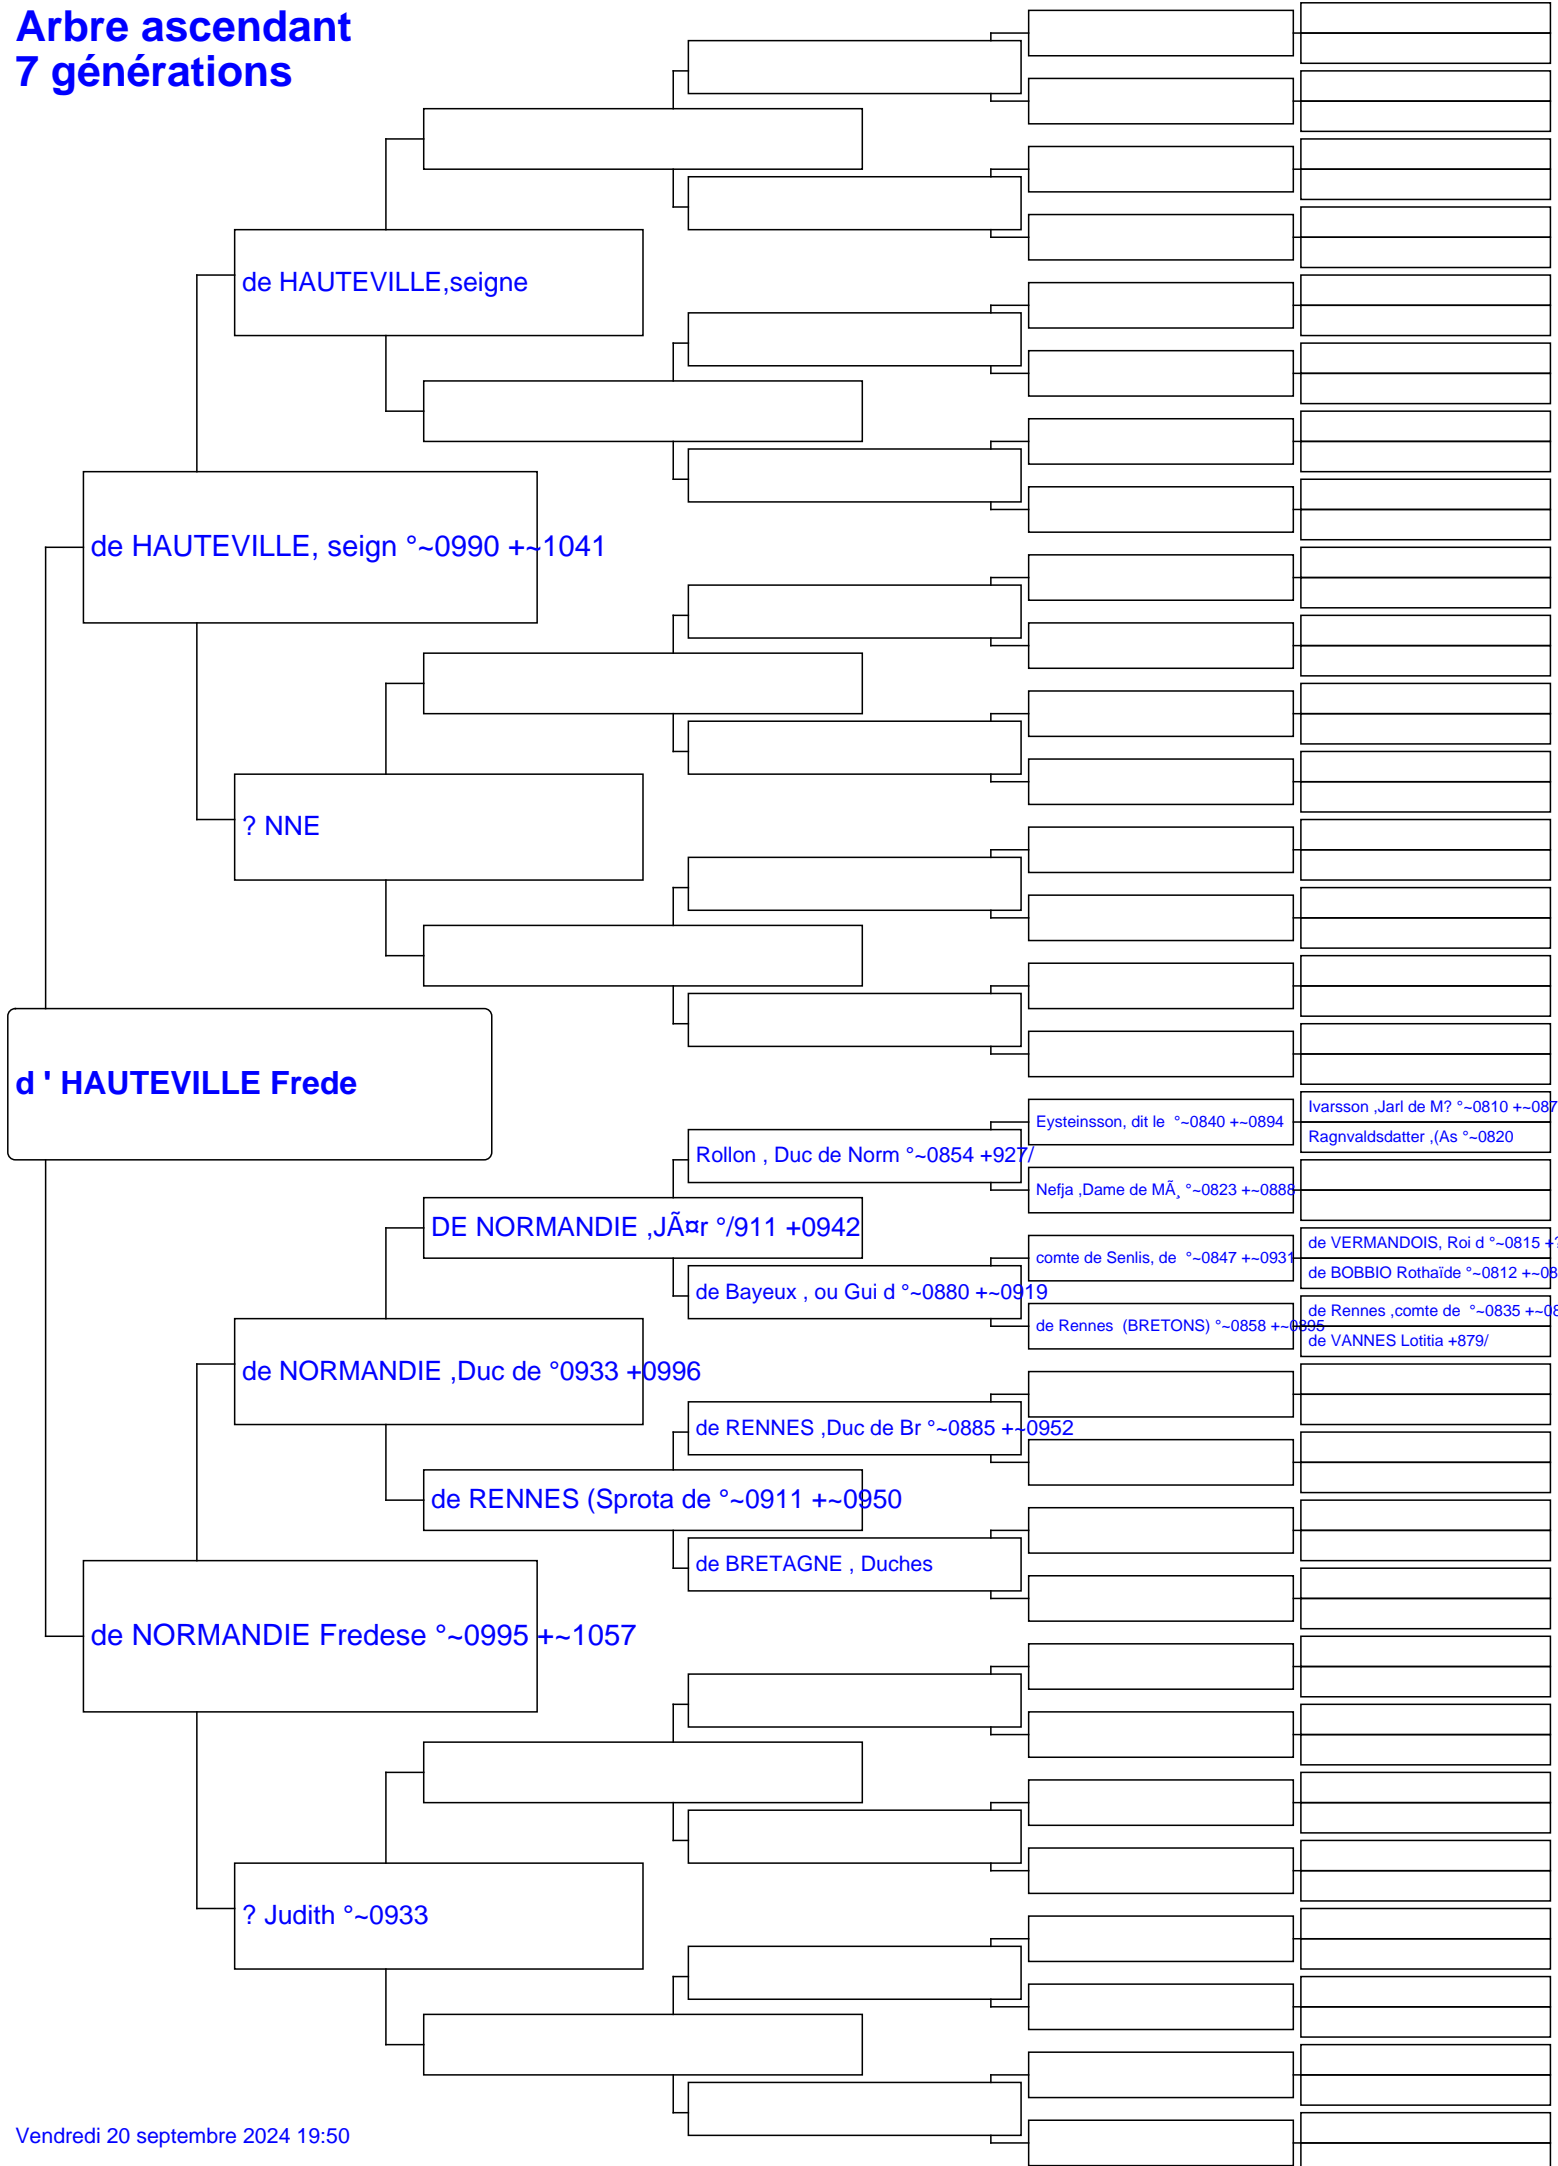 Arbre ascendant
7 générations
de HAUTEVILLE,seigne
de HAUTEVILLE, seign °~0990 +~1041
? NNE
d ' HAUTEVILLE Frede
Ivarsson ,Jarl de M? °~0810 +~087
Eysteinsson, dit le °~0840 +~0894
Ragnvaldsdatter ,(As °~0820
Rollon , Duc de Norm °~0854 +927/
Nefja ,Dame de MÃ¸ °~0823 +~0888
DE NORMANDIE ,JÃ¤r °/911 +0942
de VERMANDOIS, Roi d °~0815 +?
comte de Senlis, de °~0847 +~0931
de BOBBIO Rothaïde °~0812 +~08
de Bayeux , ou Gui d °~0880 +~0919
de Rennes ,comte de °~0835 +~08
de Rennes (BRETONS) °~0858 +~0895
de VANNES Lotitia +879/
de NORMANDIE ,Duc de °0933 +0996
de RENNES ,Duc de Br °~0885 +~0952
de RENNES (Sprota de °~0911 +~0950
de BRETAGNE , Duches
de NORMANDIE Fredese °~0995 +~1057
? Judith °~0933
Vendredi 20 septembre 2024 19:50